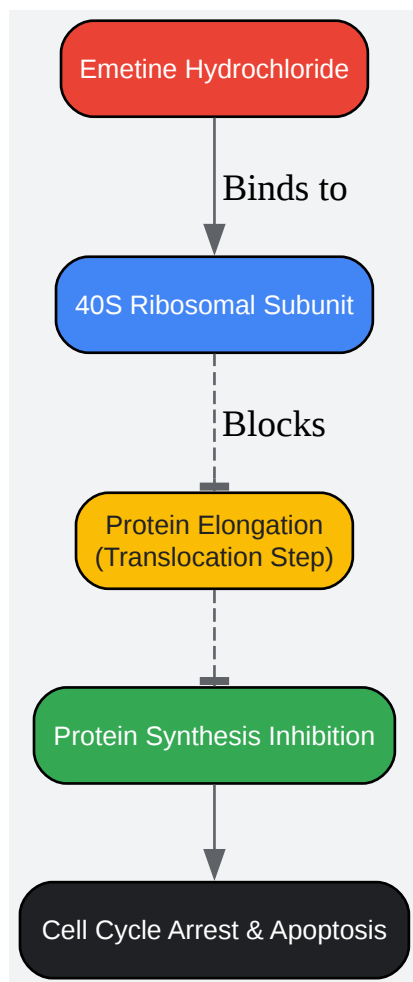 Emetine Hydrochloride
Binds to
40S Ribosomal Subunit
Blocks
Protein Elongation
(Translocation Step)
Protein Synthesis Inhibition
Cell Cycle Arrest & Apoptosis